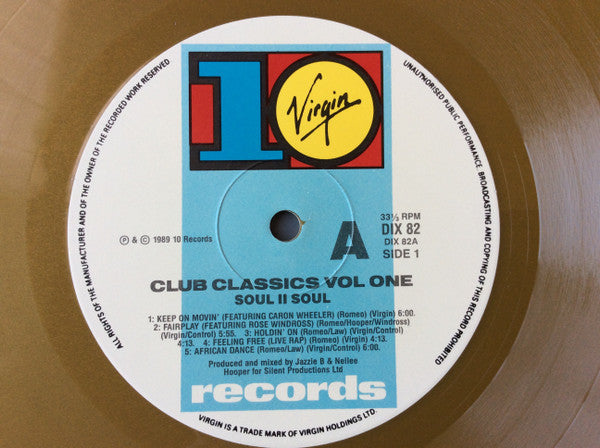 ALL RIGHTS OF THE MANUFACTURER AND OF THE OWNER OF THE RECORDED WORK RESERVED
UNAUTHORISED PUBLIC PERFORMANCE, BROADCASTING AND COPYING OF THIS RECORD PROHIBITED
10
Virgin
33⅓ RPM
DIX 82
DIX 82A
SIDE 1
A
℗ & © 1989 10 Records
CLUB CLASSICS VOL ONE
SOUL II SOUL
1: KEEP ON MOVIN' (FEATURING CARON WHEELER) (Romeo) (Virgin) 6:00.
2: FAIRPLAY (FEATURING ROSE WINDROSS) (Romeo/Hooper/Windross)
(Virgin/Control) 5:55. 3: HOLDIN' ON (Romeo/Law) (Virgin/Control)
4:13. 4: FEELING FREE (LIVE RAP) (Romeo) (Virgin) 4:13.
5: AFRICAN DANCE (Romeo/Law) (Virgin/Control) 6:00.
Produced and mixed by Jazzie B & Nellee
Hooper for Silent Productions Ltd
records
VIRGIN IS A TRADE MARK OF VIRGIN HOLDINGS LTD.